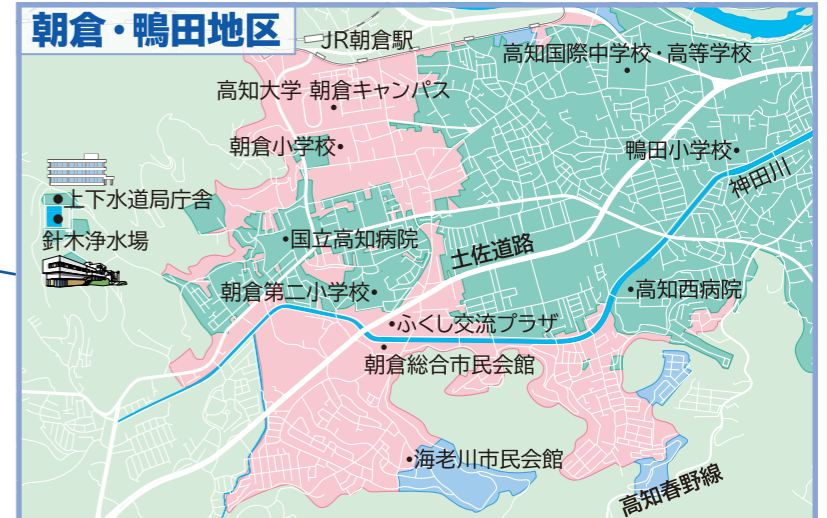 朝倉・鴨田地区
JR朝倉駅
高知国際中学校・高等学校
高知大学 朝倉キャンパス
朝倉小学校
鴨田小学校
神田川
上下水道局庁舎
針木浄水場
国立高知病院
土佐道路
朝倉第二小学校
高知西病院
ふくし交流プラザ
朝倉総合市民会館
海老川市民会館
高知春野線